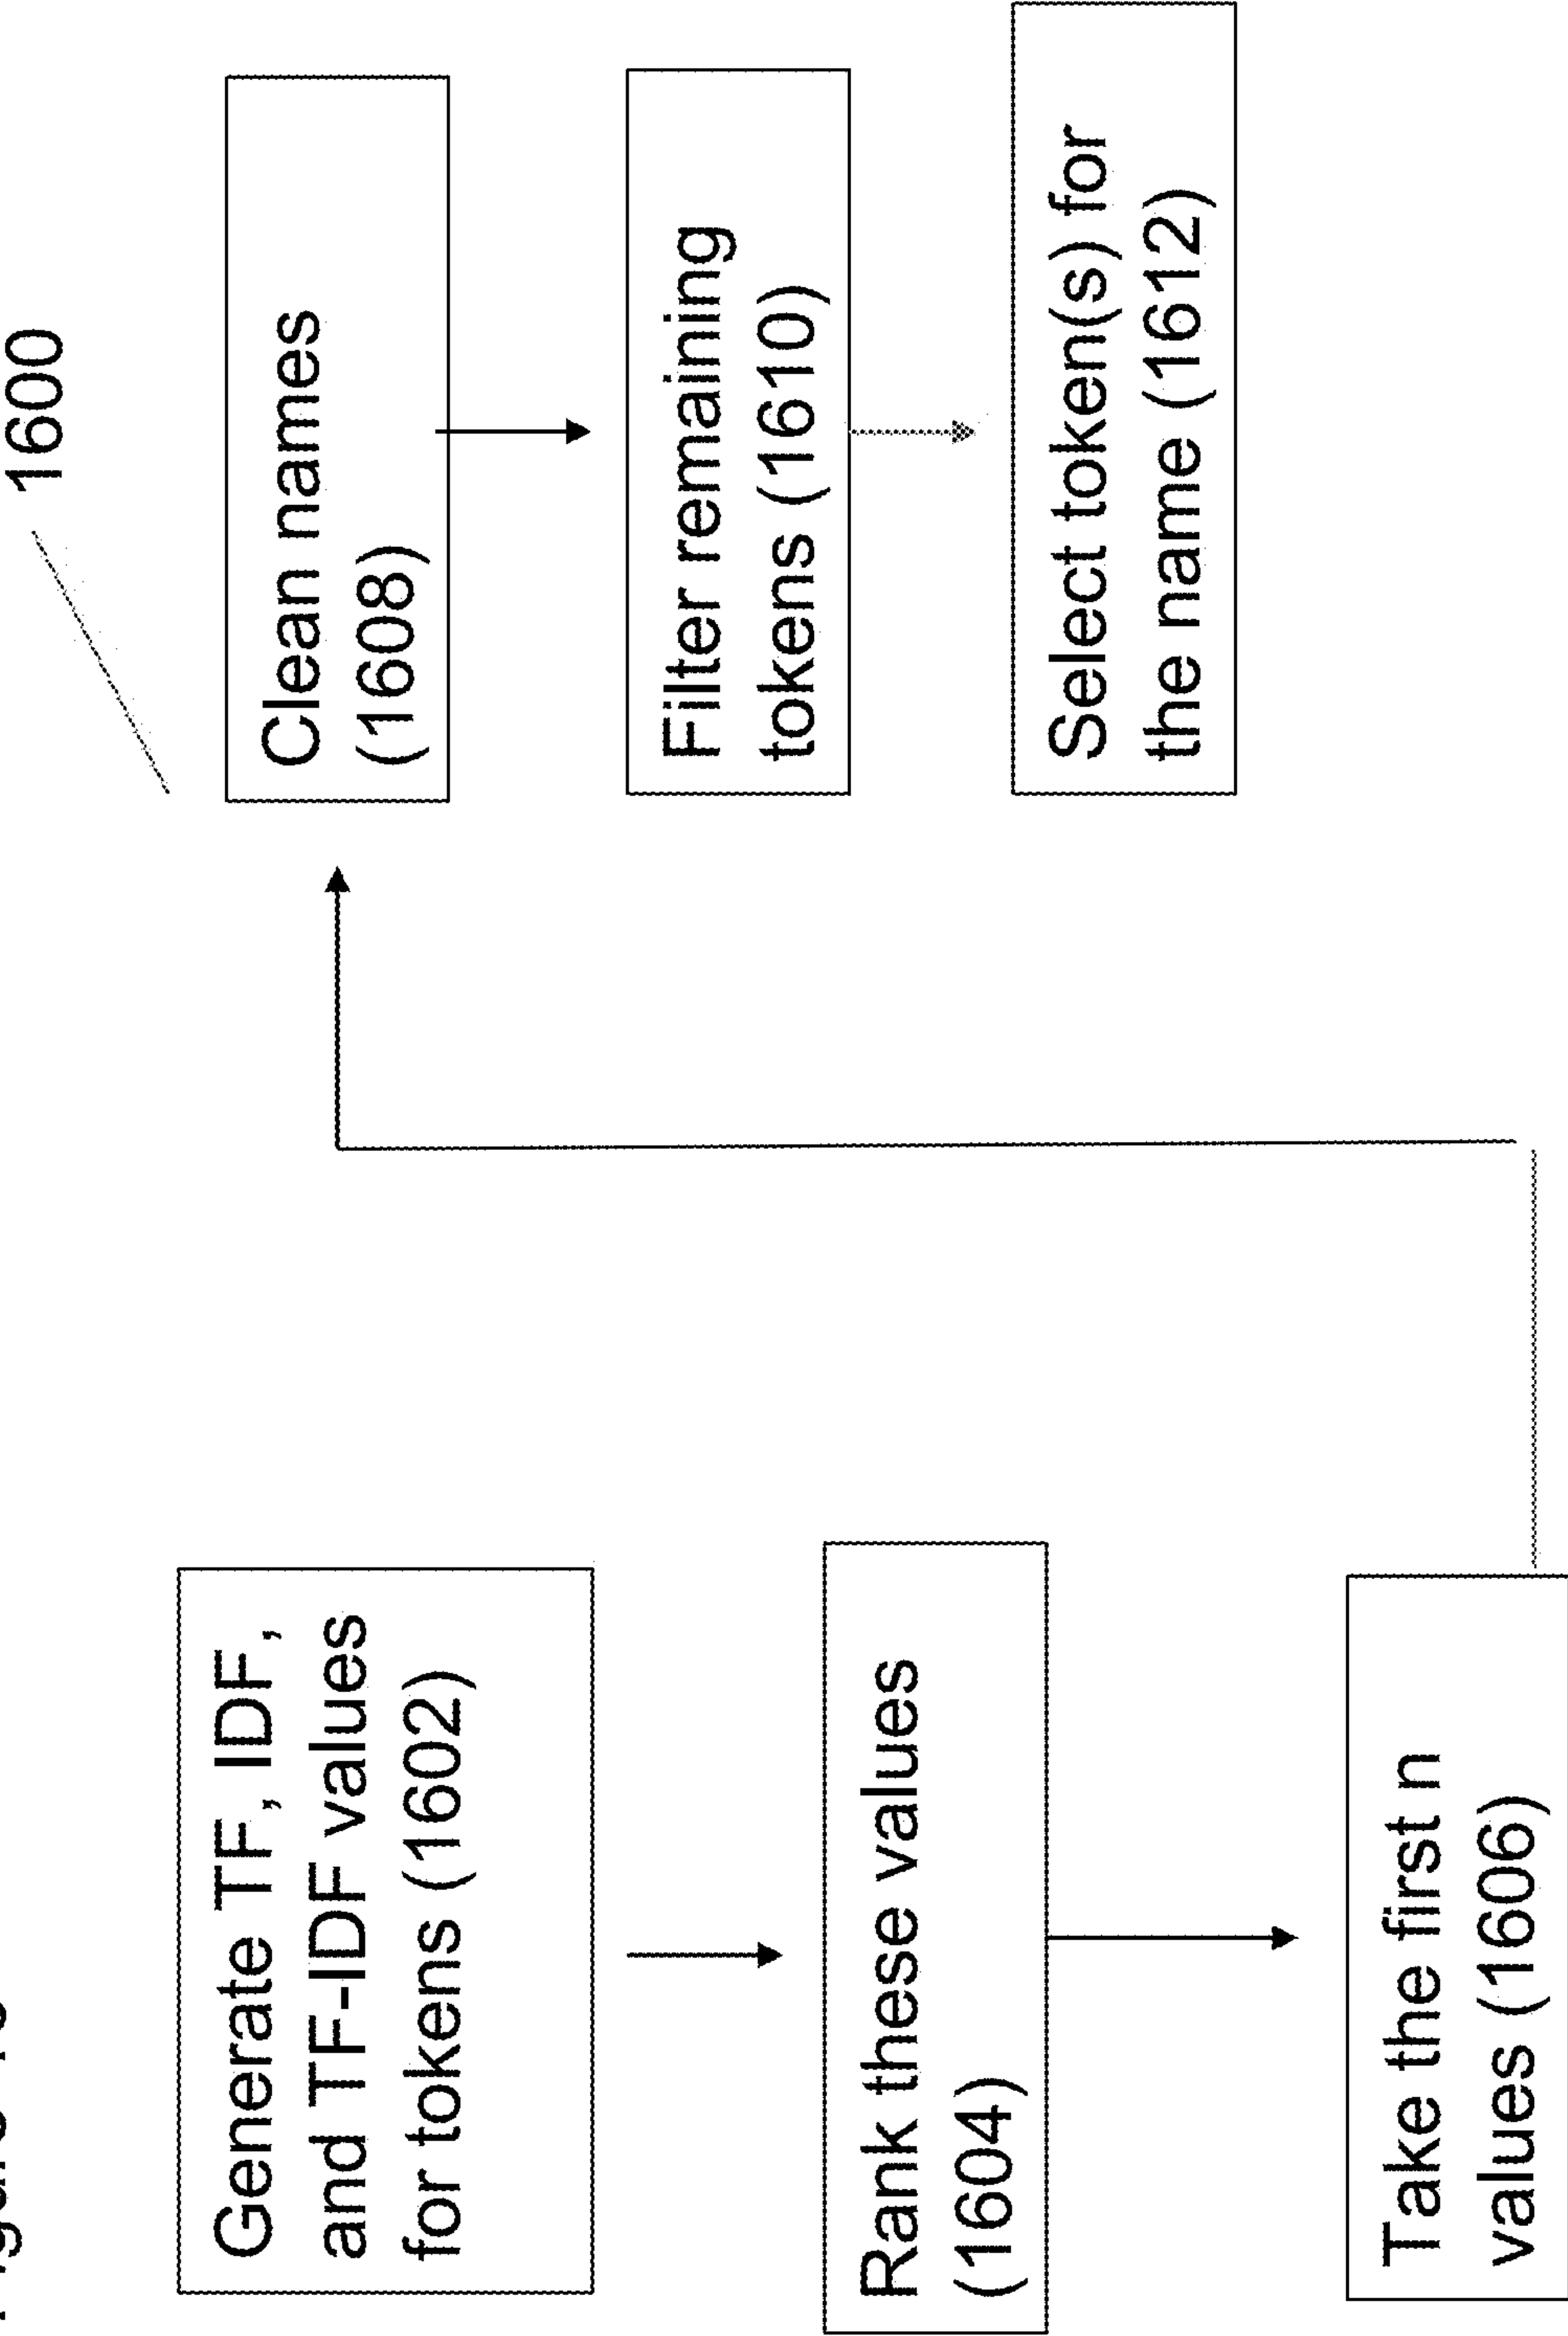 1600
Generate TF, IDF,
and TF-IDF values
for tokens (1602)
Rank these values
(1604)
Take the first n
values (1606)
Clean names
(1608)
Filter remaining
tokens (1610)
Select token(s) for
the name (1612)